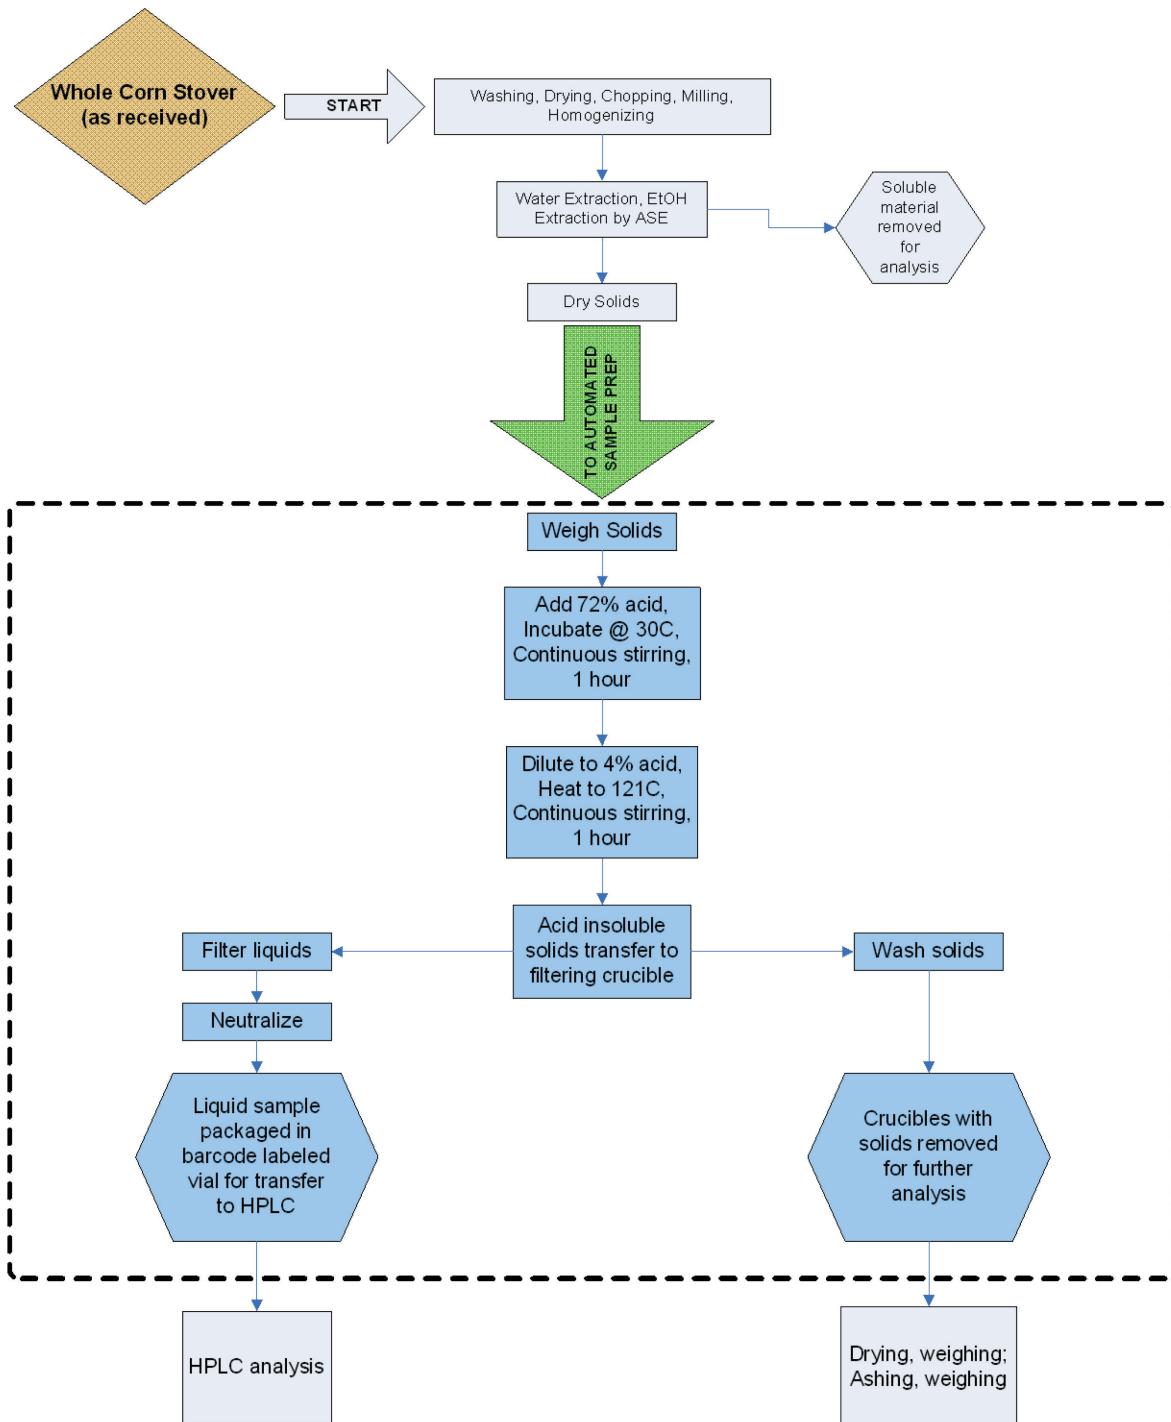 Whole Corn Stover
(as received)
START
Washing, Drying, Chopping, Milling,
Homogenizing
Water Extraction, EtOH
Extraction by ASE
Soluble
material
removed
for
analysis
Dry Solids
TO AUTOMATED
SAMPLE PREP
Weigh Solids
Add 72% acid,
Incubate @ 30C,
Continuous stirring,
1 hour
Dilute to 4% acid,
Heat to 121C,
Continuous stirring,
1 hour
Acid insoluble
solids transfer to
filtering crucible
Filter liquids
Wash solids
Neutralize
Liquid sample
packaged in
barcode labeled
vial for transfer
to HPLC
Crucibles with
solids removed
for further
analysis
HPLC analysis
Drying, weighing;
Ashing, weighing